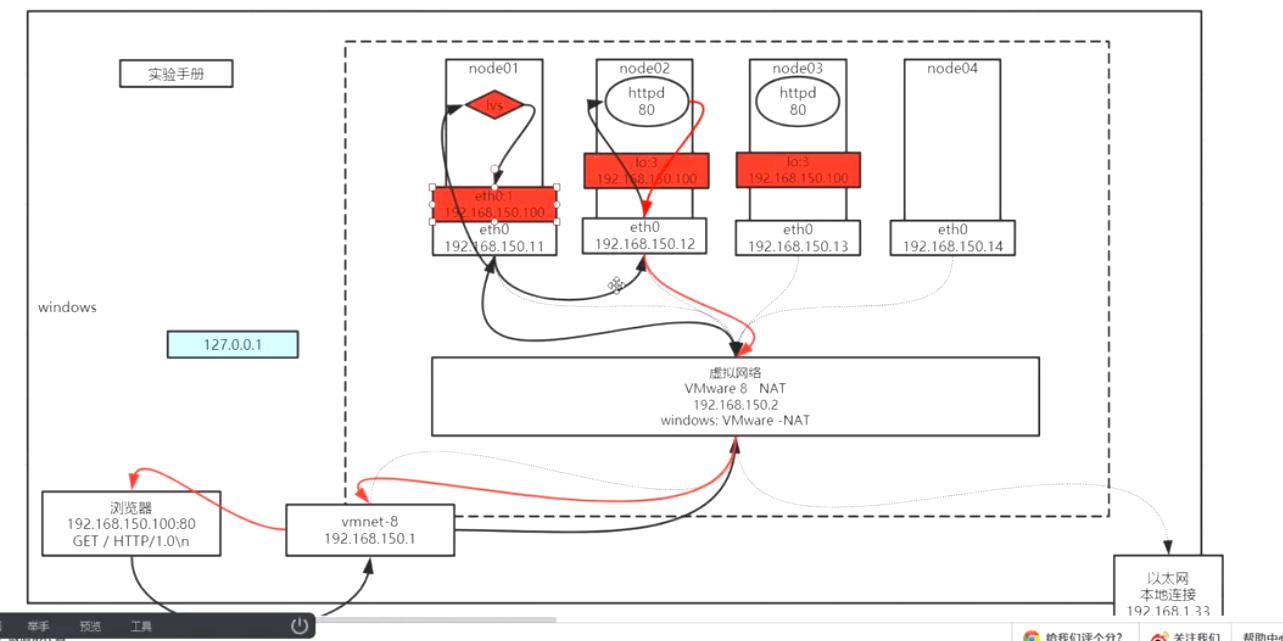 实验手册
node01
lvs
eth0:1
192.168.150.100
eth0
192.168.150.11
node02
httpd
80
lo:3
192.168.150.100
eth0
192.168.150.12
node03
httpd
80
lo:3
192.168.150.100
eth0
192.168.150.13
node04
eth0
192.168.150.14
windows
127.0.0.1
虚拟网络
VMware 8 NAT
192.168.150.2
windows: VMware -NAT
浏览器
192.168.150.100:80
GET / HTTP/1.0\n
vmnet-8
192.168.150.1
以太网
本地连接
192.168.1.33
举手 预览 工具
给我们评个分? 关注我们 帮助中